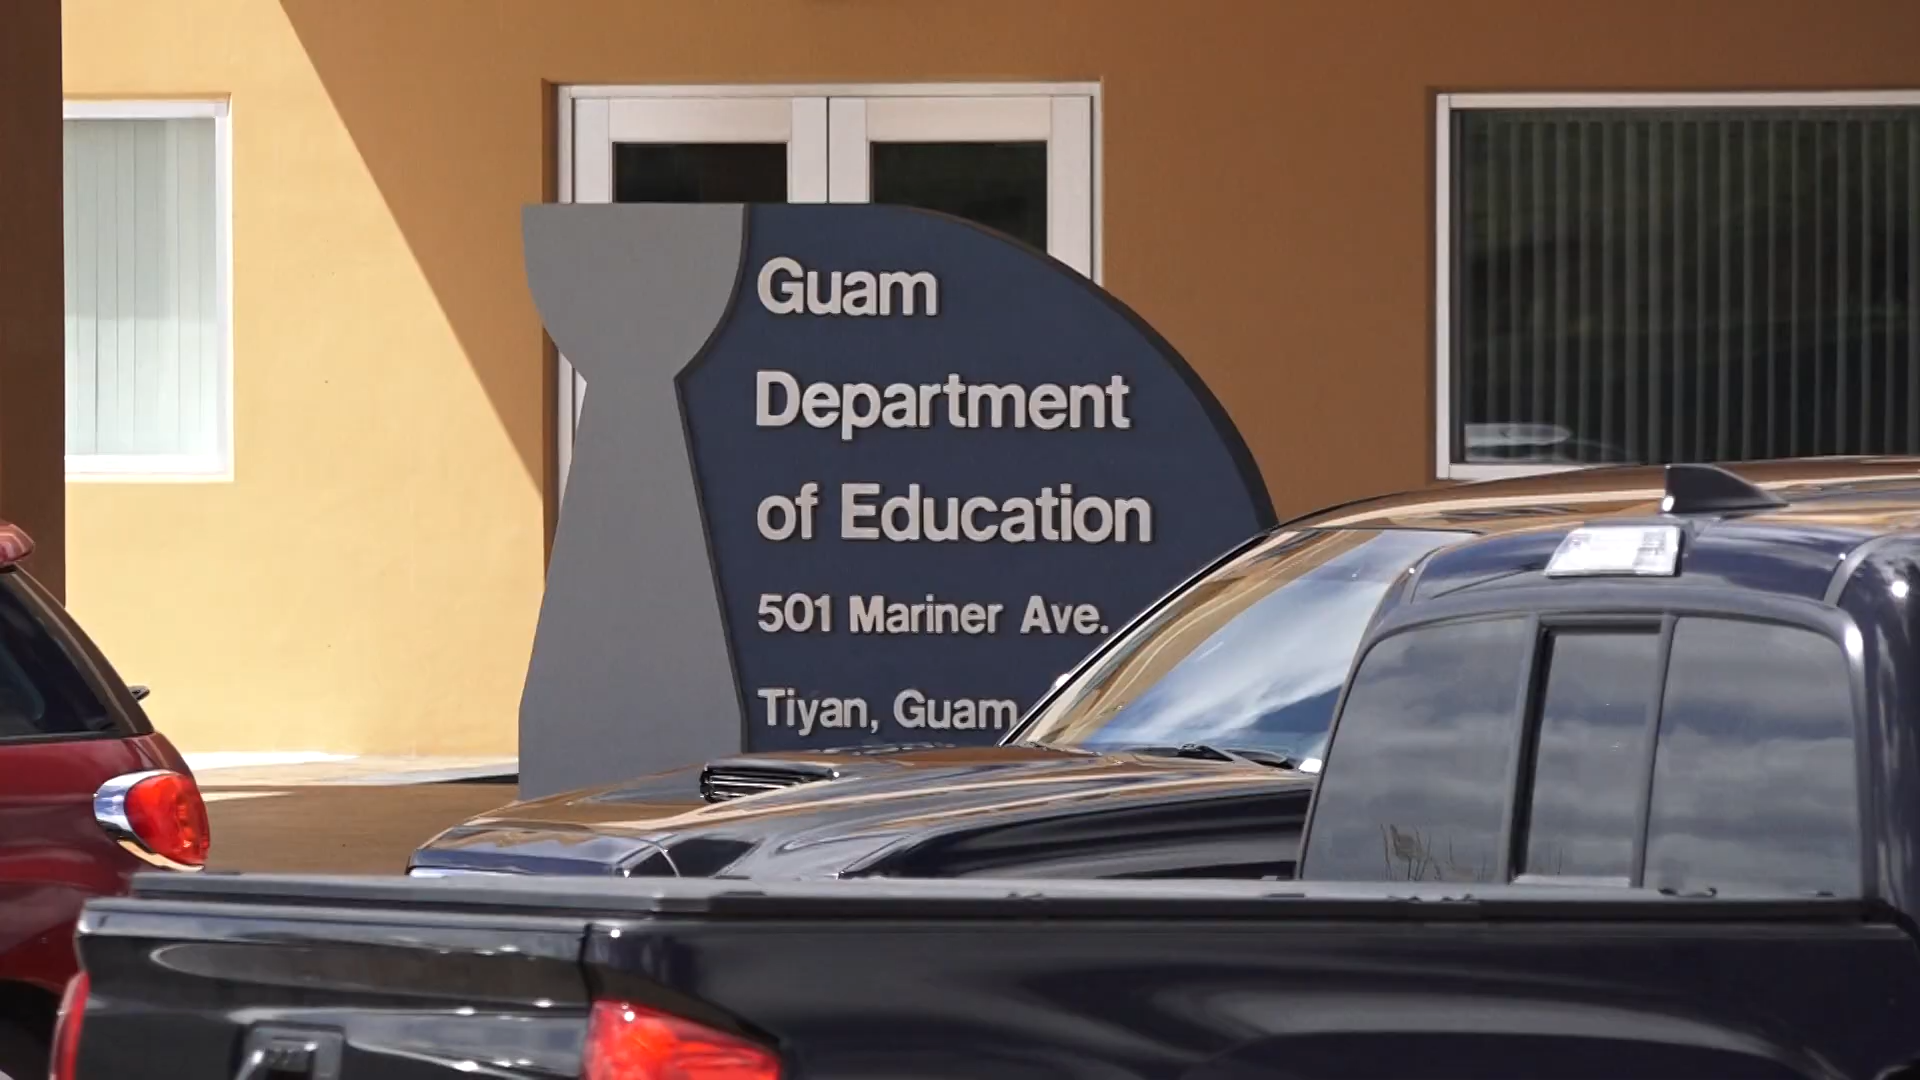 Guam
Department
of Education
501 Mariner Ave.
Tiyan, Guam